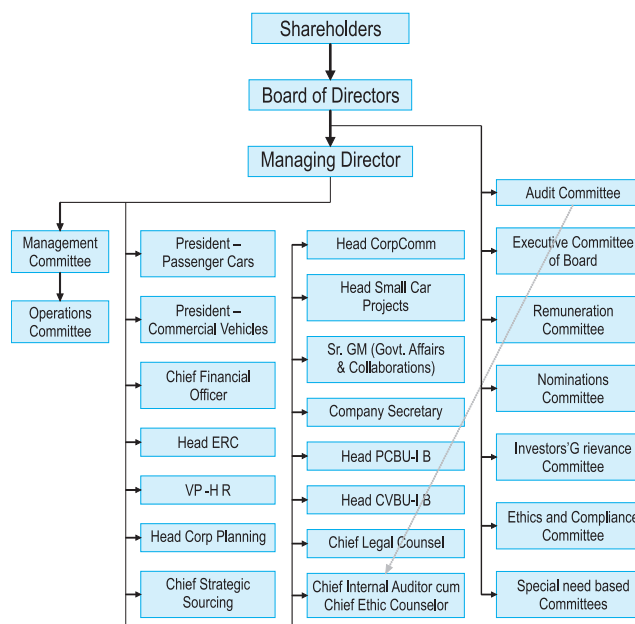 Shareholders
Board of Directors
Managing Director
Management
Committee
Operations
Committee
President –
Passenger Cars
President –
Commercial Vehicles
Chief Financial
Officer
Head ERC
VP -H R
Head Corp Planning
Chief Strategic
Sourcing
Head CorpComm
Head Small Car
Projects
Sr. GM (Govt. Affairs
& Collaborations)
Company Secretary
Head PCBU-I B
Head CVBU-I B
Chief Legal Counsel
Chief Internal Auditor cum
Chief Ethic Counselor
Audit Committee
Executive Committee
of Board
Remuneration
Committee
Nominations
Committee
Investors'G rievance
Committee
Ethics and Compliance
Committee
Special need based
Committees